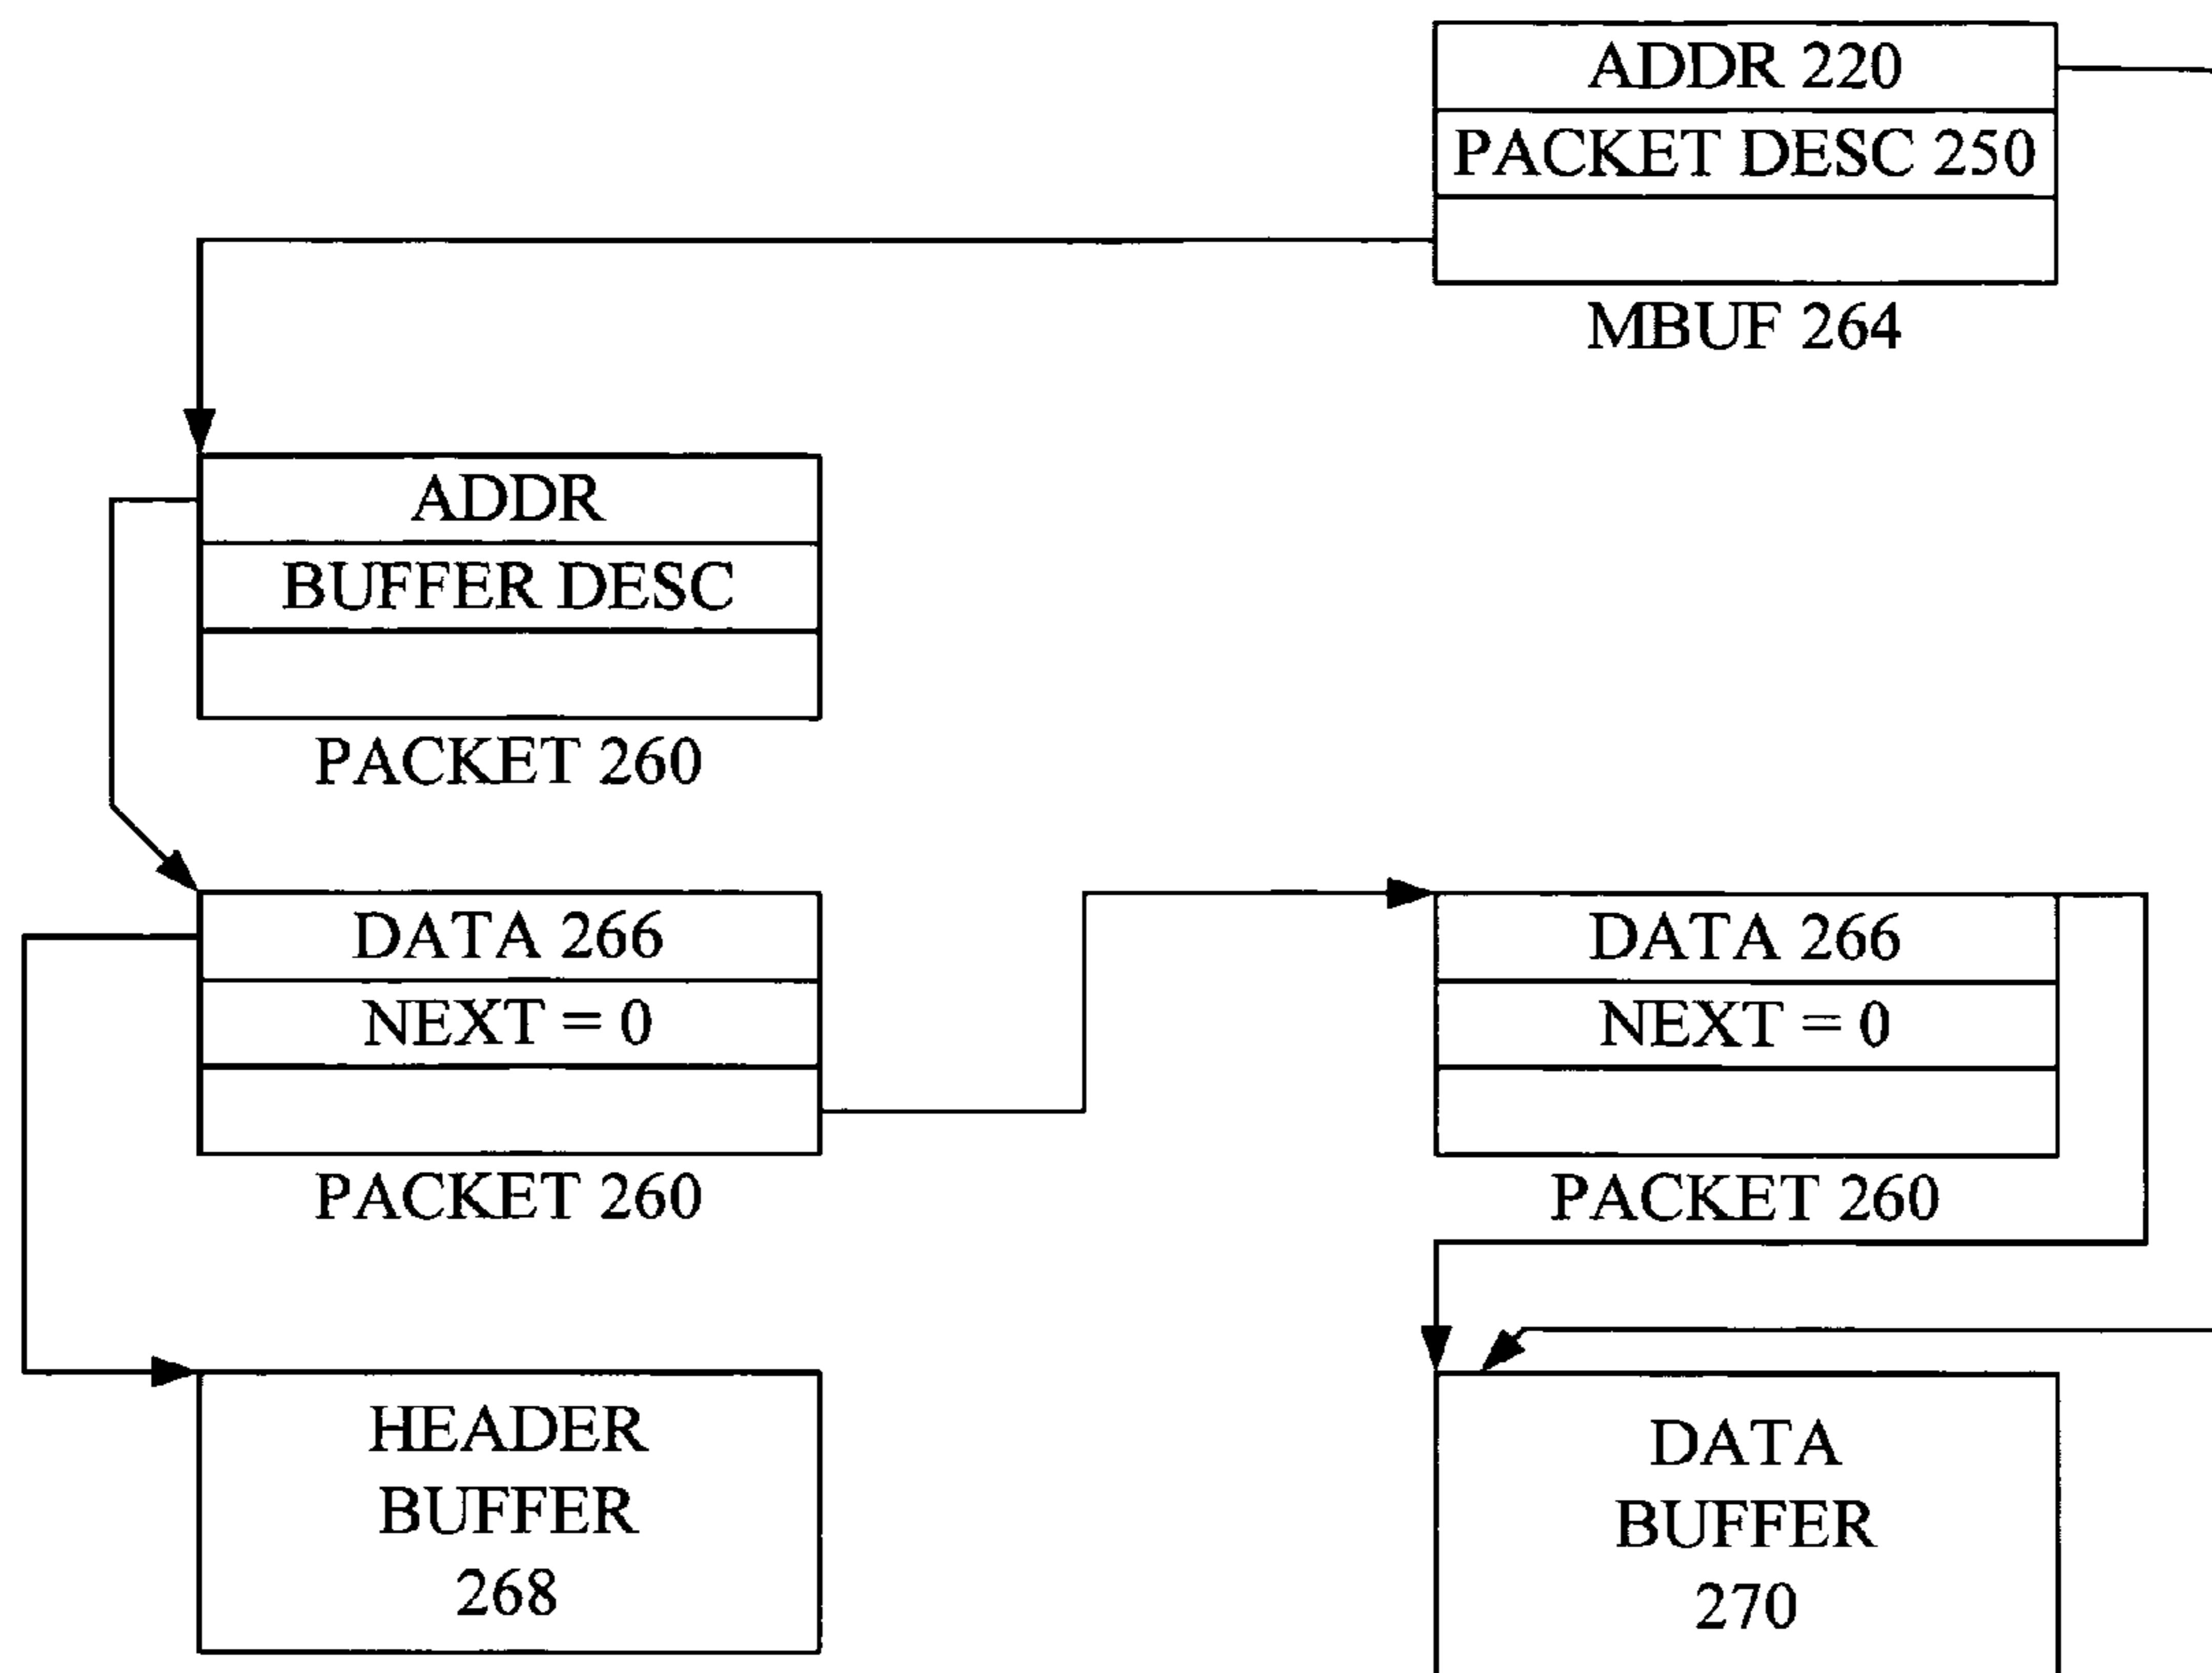 ADDR 220
PACKET DESC 250
MBUF 264
ADDR
BUFFER DESC
PACKET 260
DATA 266
NEXT = 0
PACKET 260
DATA 266
NEXT = 0
PACKET 260
HEADER
BUFFER
268
DATA
BUFFER
270